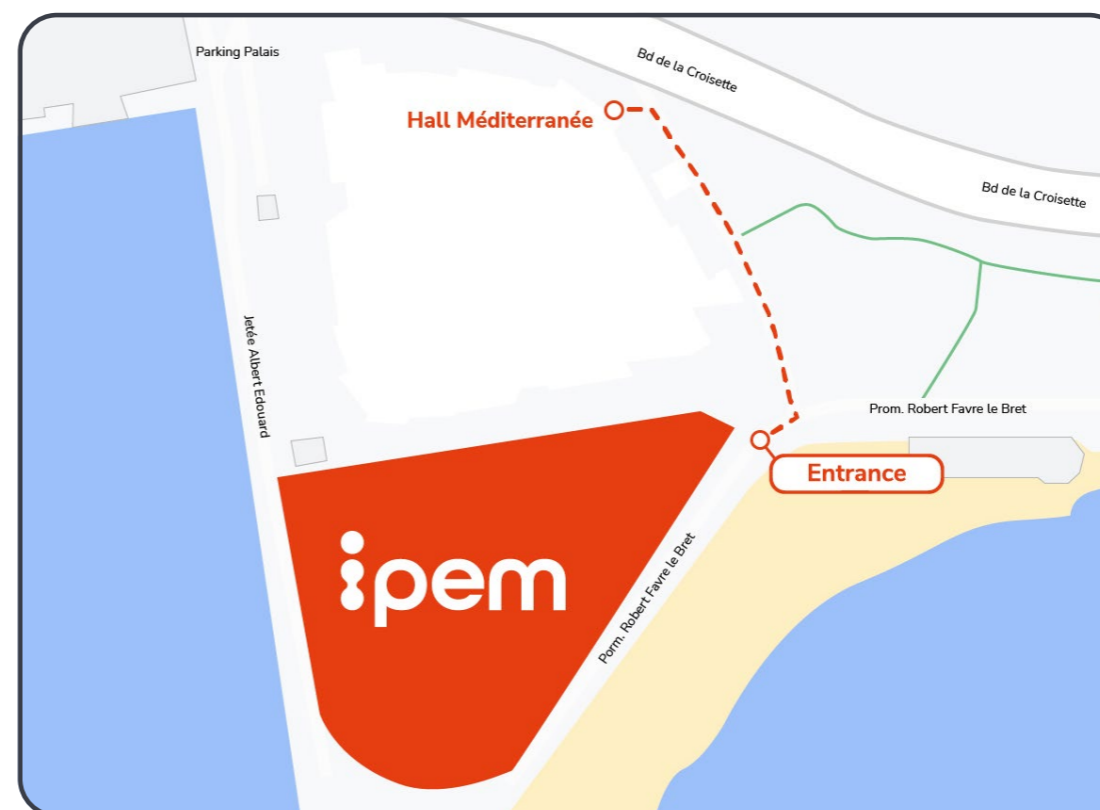 Parking Palais
Bd de la Croisette
Hall Méditerranée
Bd de la Croisette
Jetée Albert Edouard
Prom. Robert Favre le Bret
Entrance
ipem
Porm. Robert Favre le Bret